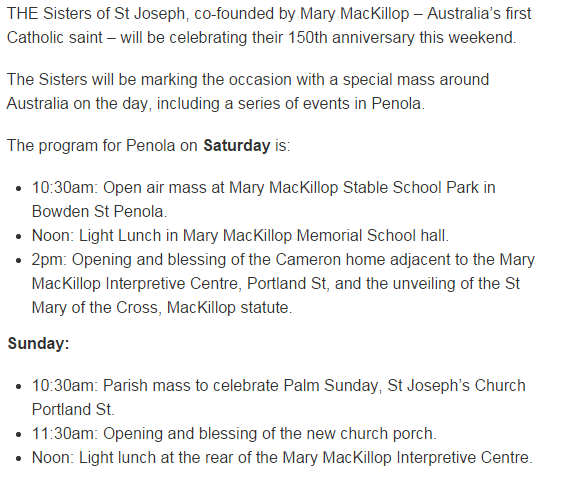 THE Sisters of St Joseph, co-founded by Mary MacKillop – Australia’s first
Catholic saint – will be celebrating their 150th anniversary this weekend.
The Sisters will be marking the occasion with a special mass around
Australia on the day, including a series of events in Penola.
The program for Penola on Saturday is:
• 10:30am: Open air mass at Mary MacKillop Stable School Park in
Bowden St Penola.
• Noon: Light Lunch in Mary MacKillop Memorial School hall.
• 2pm: Opening and blessing of the Cameron home adjacent to the Mary
MacKillop Interpretive Centre, Portland St, and the unveiling of the St
Mary of the Cross, MacKillop statute.
Sunday:
• 10:30am: Parish mass to celebrate Palm Sunday, St Joseph’s Church
Portland St.
• 11:30am: Opening and blessing of the new church porch.
• Noon: Light lunch at the rear of the Mary MacKillop Interpretive Centre.